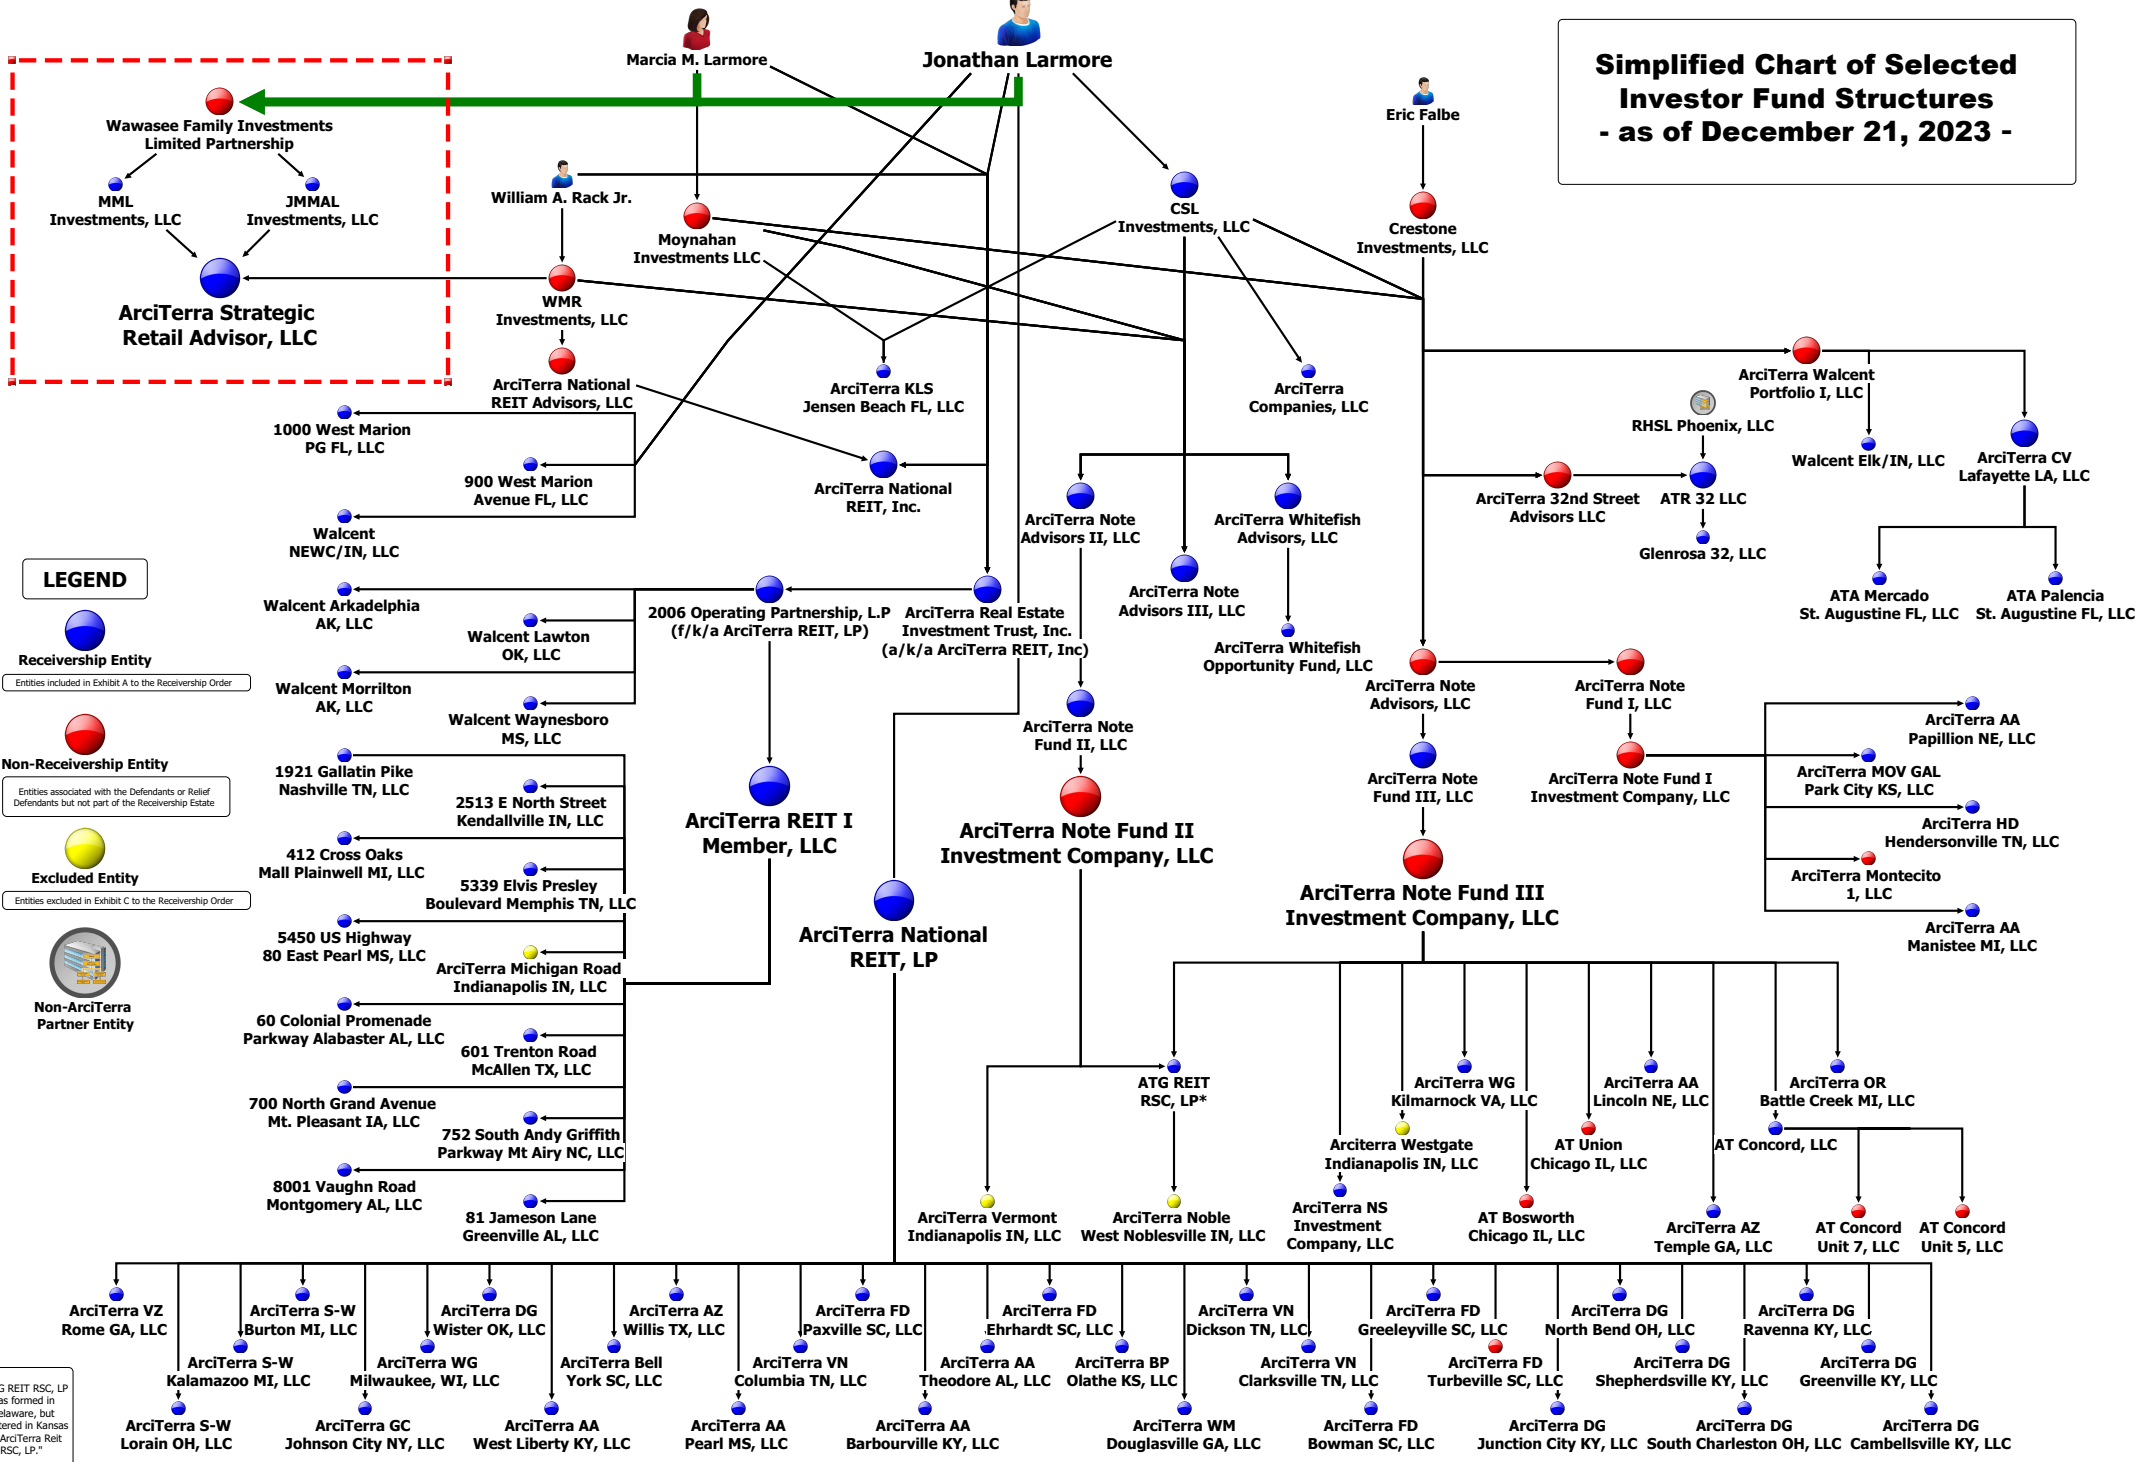 Marcia M. Larmore
Jonathan Larmore
Simplified Chart of Selected
Investor Fund Structures
- as of December 21, 2023 -
Wawasee Family Investments
Limited Partnership
MML
Investments, LLC
JMMAL
Investments, LLC
ArciTerra Strategic
Retail Advisor, LLC
William A. Rack Jr.
Moynahan
Investments LLC
CSL
Investments, LLC
Eric Falbe
Crestone
Investments, LLC
WMR
Investments, LLC
ArciTerra National
REIT Advisors, LLC
ArciTerra KLS
Jensen Beach FL, LLC
ArciTerra
Companies, LLC
ArciTerra Walcent
Portfolio I, LLC
RHSL Phoenix, LLC
Walcent Elk/IN, LLC
ArciTerra CV
Lafayette LA, LLC
1000 West Marion
PG FL, LLC
900 West Marion
Avenue FL, LLC
Walcent
NEWC/IN, LLC
ArciTerra National
REIT, Inc.
ArciTerra Note
Advisors II, LLC
ArciTerra Whitefish
Advisors, LLC
ArciTerra 32nd Street
Advisors LLC
ATR 32 LLC
Glenrosa 32, LLC
ATA Mercado
St. Augustine FL, LLC
ATA Palencia
St. Augustine FL, LLC
LEGEND
Receivership Entity
Entities included in Exhibit A to the Receivership Order
Non-Receivership Entity
Entities associated with the Defendants or Relief
Defendants but not part of the Receivership Estate
Excluded Entity
Entities excluded in Exhibit C to the Receivership Order
Non-ArciTerra
Partner Entity
Walcent Arkadelphia
AK, LLC
Walcent Lawton
OK, LLC
Walcent Morrilton
AK, LLC
Walcent Waynesboro
MS, LLC
2006 Operating Partnership, L.P
(f/k/a ArciTerra REIT, LP)
ArciTerra Real Estate
Investment Trust, Inc.
(a/k/a ArciTerra REIT, Inc)
ArciTerra Note
Advisors III, LLC
ArciTerra Whitefish
Opportunity Fund, LLC
ArciTerra Note
Advisors, LLC
ArciTerra Note
Fund I, LLC
ArciTerra Note
Fund II, LLC
ArciTerra Note
Fund III, LLC
ArciTerra Note Fund I
Investment Company, LLC
ArciTerra AA
Papillion NE, LLC
ArciTerra MOV GAL
Park City KS, LLC
ArciTerra HD
Hendersonville TN, LLC
ArciTerra Montecito
1, LLC
ArciTerra AA
Manistee MI, LLC
1921 Gallatin Pike
Nashville TN, LLC
2513 E North Street
Kendallville IN, LLC
412 Cross Oaks
Mall Plainwell MI, LLC
5339 Elvis Presley
Boulevard Memphis TN, LLC
5450 US Highway
80 East Pearl MS, LLC
ArciTerra Michigan Road
Indianapolis IN, LLC
60 Colonial Promenade
Parkway Alabaster AL, LLC
601 Trenton Road
McAllen TX, LLC
700 North Grand Avenue
Mt. Pleasant IA, LLC
752 South Andy Griffith
Parkway Mt Airy NC, LLC
8001 Vaughn Road
Montgomery AL, LLC
81 Jameson Lane
Greenville AL, LLC
ArciTerra REIT I
Member, LLC
ArciTerra National
REIT, LP
ArciTerra Note Fund II
Investment Company, LLC
ArciTerra Note Fund III
Investment Company, LLC
ATG REIT
RSC, LP*
ArciTerra WG
Kilmarnock VA, LLC
ArciTerra AA
Lincoln NE, LLC
ArciTerra OR
Battle Creek MI, LLC
Arciterra Westgate
Indianapolis IN, LLC
AT Union
Chicago IL, LLC
AT Concord, LLC
ArciTerra Vermont
Indianapolis IN, LLC
ArciTerra Noble
West Noblesville IN, LLC
ArciTerra NS
Investment
Company, LLC
AT Bosworth
Chicago IL, LLC
ArciTerra AZ
Temple GA, LLC
AT Concord
Unit 7, LLC
AT Concord
Unit 5, LLC
ArciTerra VZ
Rome GA, LLC
ArciTerra S-W
Burton MI, LLC
ArciTerra DG
Wister OK, LLC
ArciTerra AZ
Willis TX, LLC
ArciTerra FD
Paxville SC, LLC
ArciTerra FD
Ehrhardt SC, LLC
ArciTerra VN
Dickson TN, LLC
ArciTerra FD
Greeleyville SC, LLC
ArciTerra DG
North Bend OH, LLC
ArciTerra DG
Ravenna KY, LLC
ArciTerra S-W
Kalamazoo MI, LLC
ArciTerra WG
Milwaukee, WI, LLC
ArciTerra Bell
York SC, LLC
ArciTerra VN
Columbia TN, LLC
ArciTerra AA
Theodore AL, LLC
ArciTerra BP
Olathe KS, LLC
ArciTerra VN
Clarksville TN, LLC
ArciTerra FD
Turbeville SC, LLC
ArciTerra DG
Shepherdsville KY, LLC
ArciTerra DG
Greenville KY, LLC
ArciTerra S-W
Lorain OH, LLC
ArciTerra GC
Johnson City NY, LLC
ArciTerra AA
West Liberty KY, LLC
ArciTerra AA
Pearl MS, LLC
ArciTerra AA
Barbourville KY, LLC
ArciTerra WM
Douglasville GA, LLC
ArciTerra FD
Bowman SC, LLC
ArciTerra DG
Junction City KY, LLC
ArciTerra DG
South Charleston OH, LLC
ArciTerra DG
Cambellsville KY, LLC
REIT RSC, LP
formed in
but
in Kansas
ArciTerra Reit
RSC, LP."